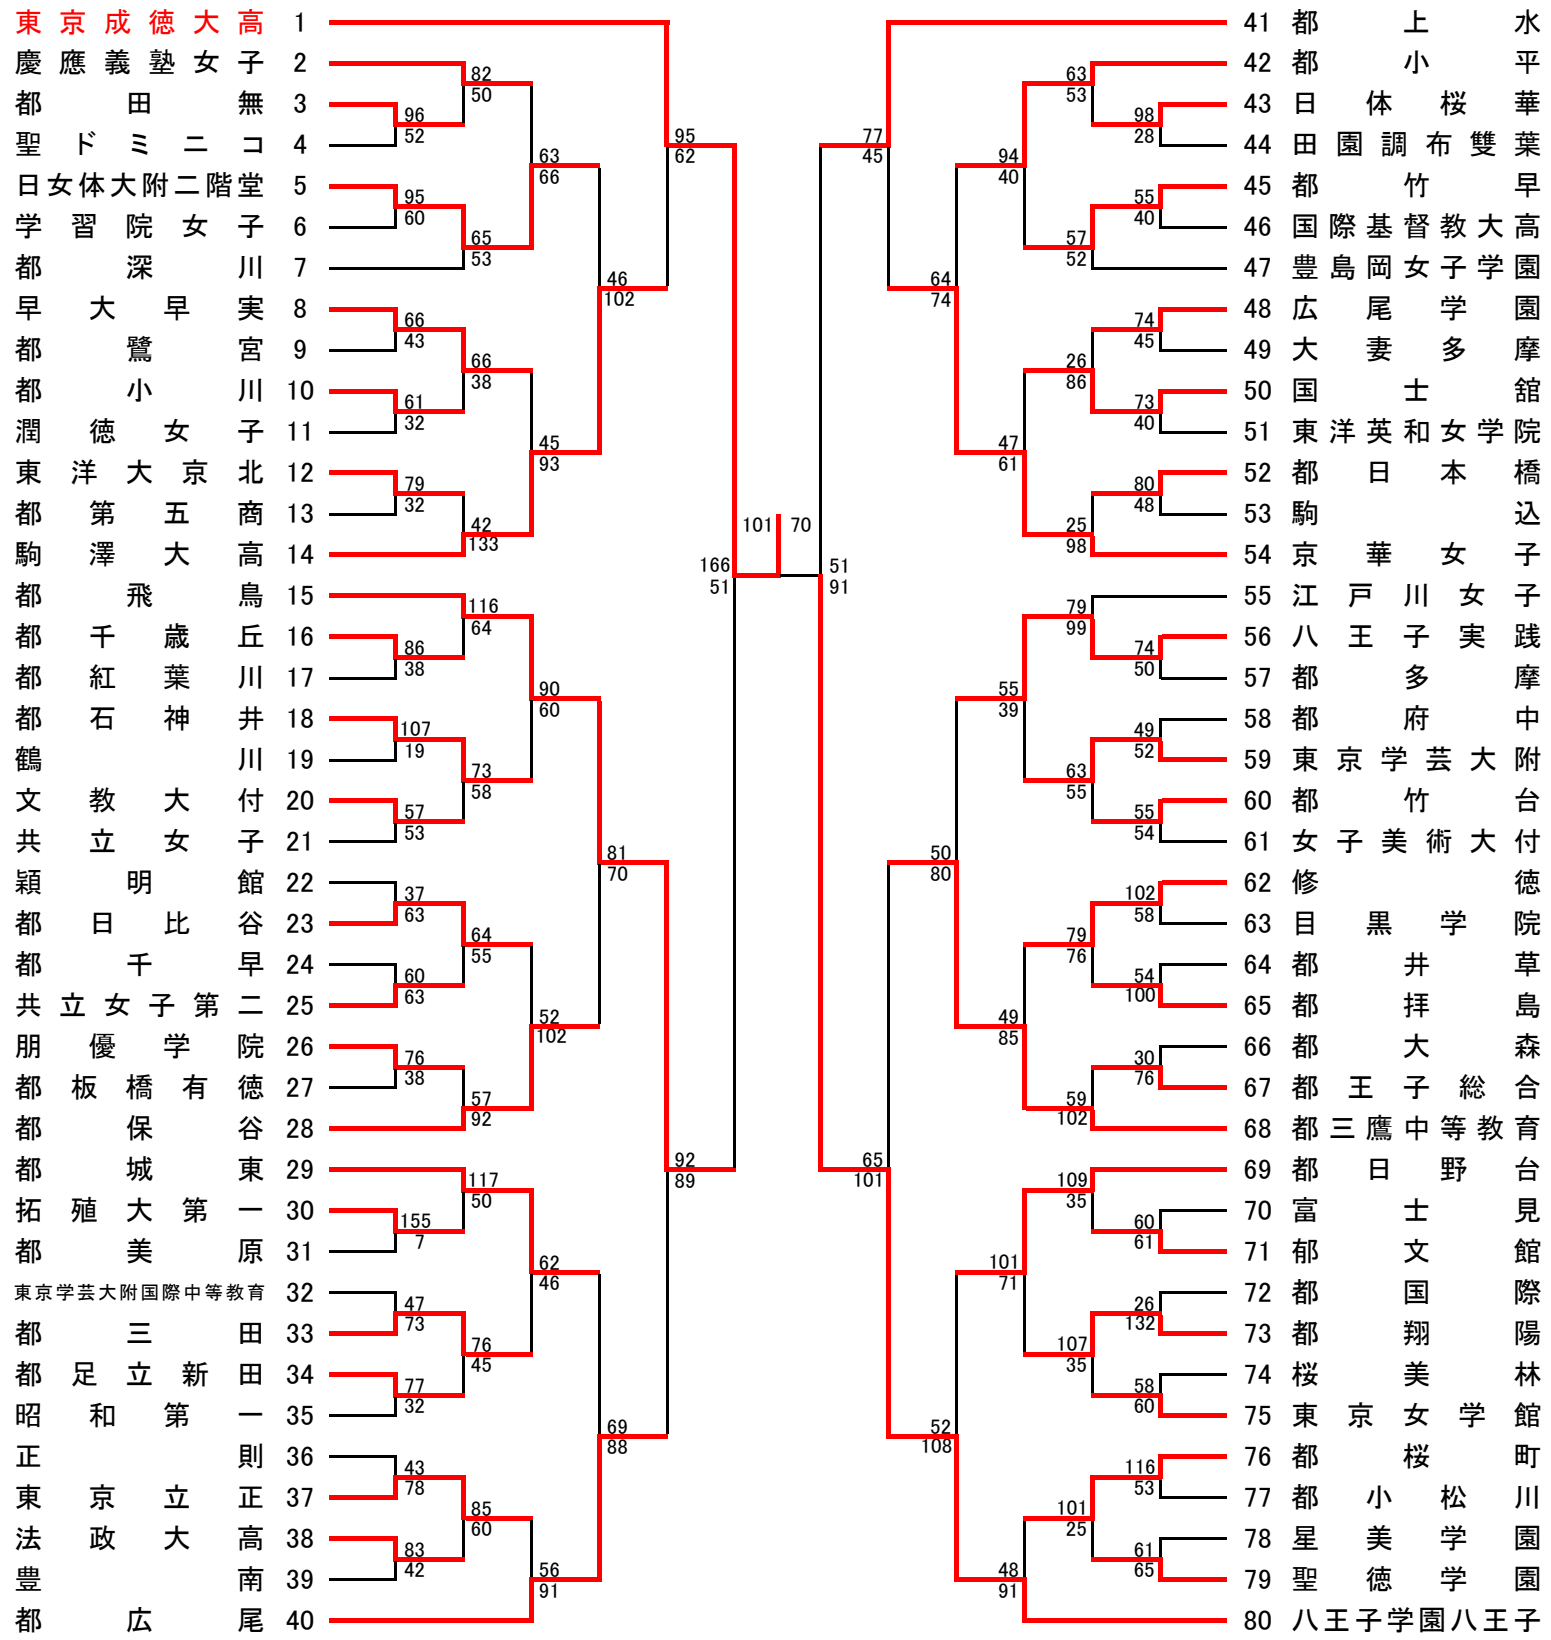 東京成徳大高 1
慶應義塾女子 2
都田無 3
聖ドミニコ 4
日女体大附二階堂 5
学習院女子 6
都深川 7
早大早実 8
都鷺宮 9
都小川 10
潤徳女子 11
東洋大京北 12
都第五商 13
駒澤大高 14
都飛鳥 15
都千歳丘 16
都紅葉川 17
都石神井 18
鶴川 19
文教大付 20
共立女子 21
穎明館 22
都日比谷 23
都千早 24
共立女子第二 25
朋優学院 26
都板橋有徳 27
都保谷 28
都城東 29
拓殖大第一 30
都美原 31
東京学芸大附国際中等教育 32
都三田 33
都足立新田 34
昭和第一 35
正則 36
東京立正 37
法政大高 38
豊南 39
都広尾 40
96
52
95
60
66
43
61
32
79
32
86
38
107
19
57
53
37
63
60
63
76
38
155
7
47
73
77
32
43
78
83
42
82
50
65
53
66
38
42
133
116
64
73
58
64
55
57
92
117
50
76
45
85
60
63
66
45
93
90
60
52
102
62
46
56
91
46
102
81
70
69
88
95
62
92
89
166
51
101 70
51
91
77
45
65
101
64
74
50
80
52
108
94
40
47
61
55
39
49
85
101
71
48
91
63
53
57
52
26
86
25
98
79
99
63
55
79
76
59
102
109
35
107
35
101
25
98
28
55
40
74
45
73
40
80
48
74
50
49
52
55
54
102
58
54
100
30
76
60
61
26
132
58
60
116
53
61
65
41 都上水
42 都小平
43 日体桜華
44 田園調布雙葉
45 都竹早
46 国際基督教大高
47 豊島岡女子学園
48 広尾学園
49 大妻多摩
50 国士舘
51 東洋英和女学院
52 都日本橋
53 駒込
54 京華女子
55 江戸川女子
56 八王子実践
57 都多摩
58 都府中
59 東京学芸大附
60 都竹台
61 女子美術大付
62 修徳
63 目黒学院
64 都井草
65 都拝島
66 都大森
67 都王子総合
68 都三鷹中等教育
69 都日野台
70 富士見
71 郁文館
72 都国際
73 都翔陽
74 桜美林
75 東京女学館
76 都桜町
77 都小松川
78 星美学園
79 聖徳学園
80 八王子学園八王子